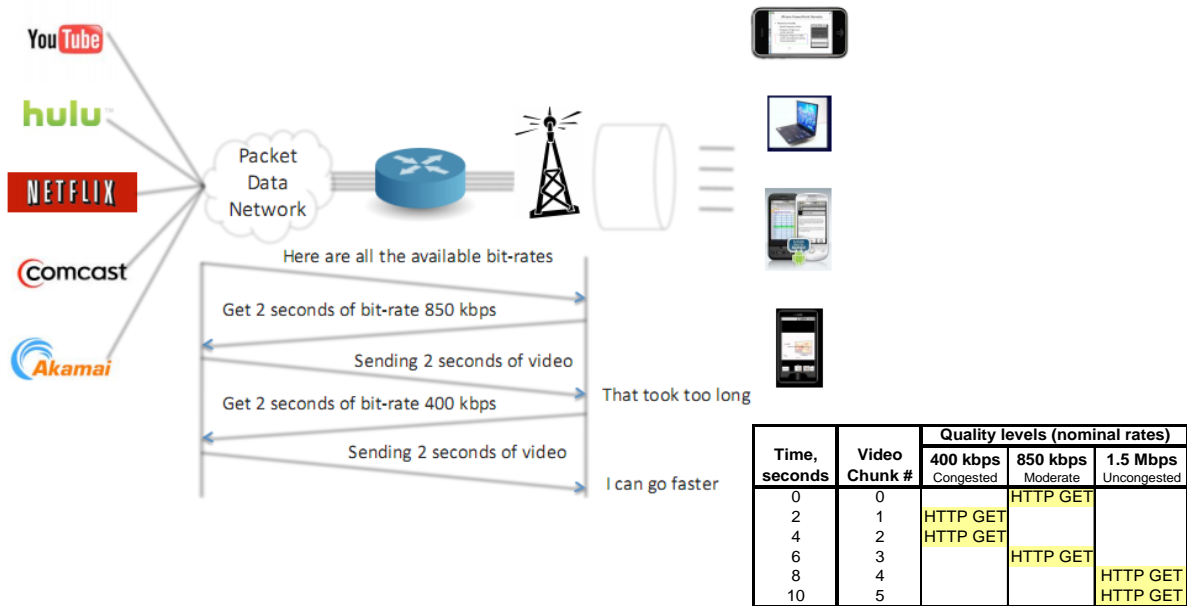 YouTube
hulu™
NETFLIX
comcast
Akamai
Packet
Data
Network
Here are all the available bit-rates
Get 2 seconds of bit-rate 850 kbps
Sending 2 seconds of video
That took too long
Get 2 seconds of bit-rate 400 kbps
Sending 2 seconds of video
I can go faster
Time, seconds Video Chunk # Quality levels (nominal rates)
400 kbps 850 kbps 1.5 Mbps
Congested Moderate Uncongested
0 0 HTTP GET
2 1 HTTP GET
4 2 HTTP GET
6 3 HTTP GET
8 4 HTTP GET
10 5 HTTP GET